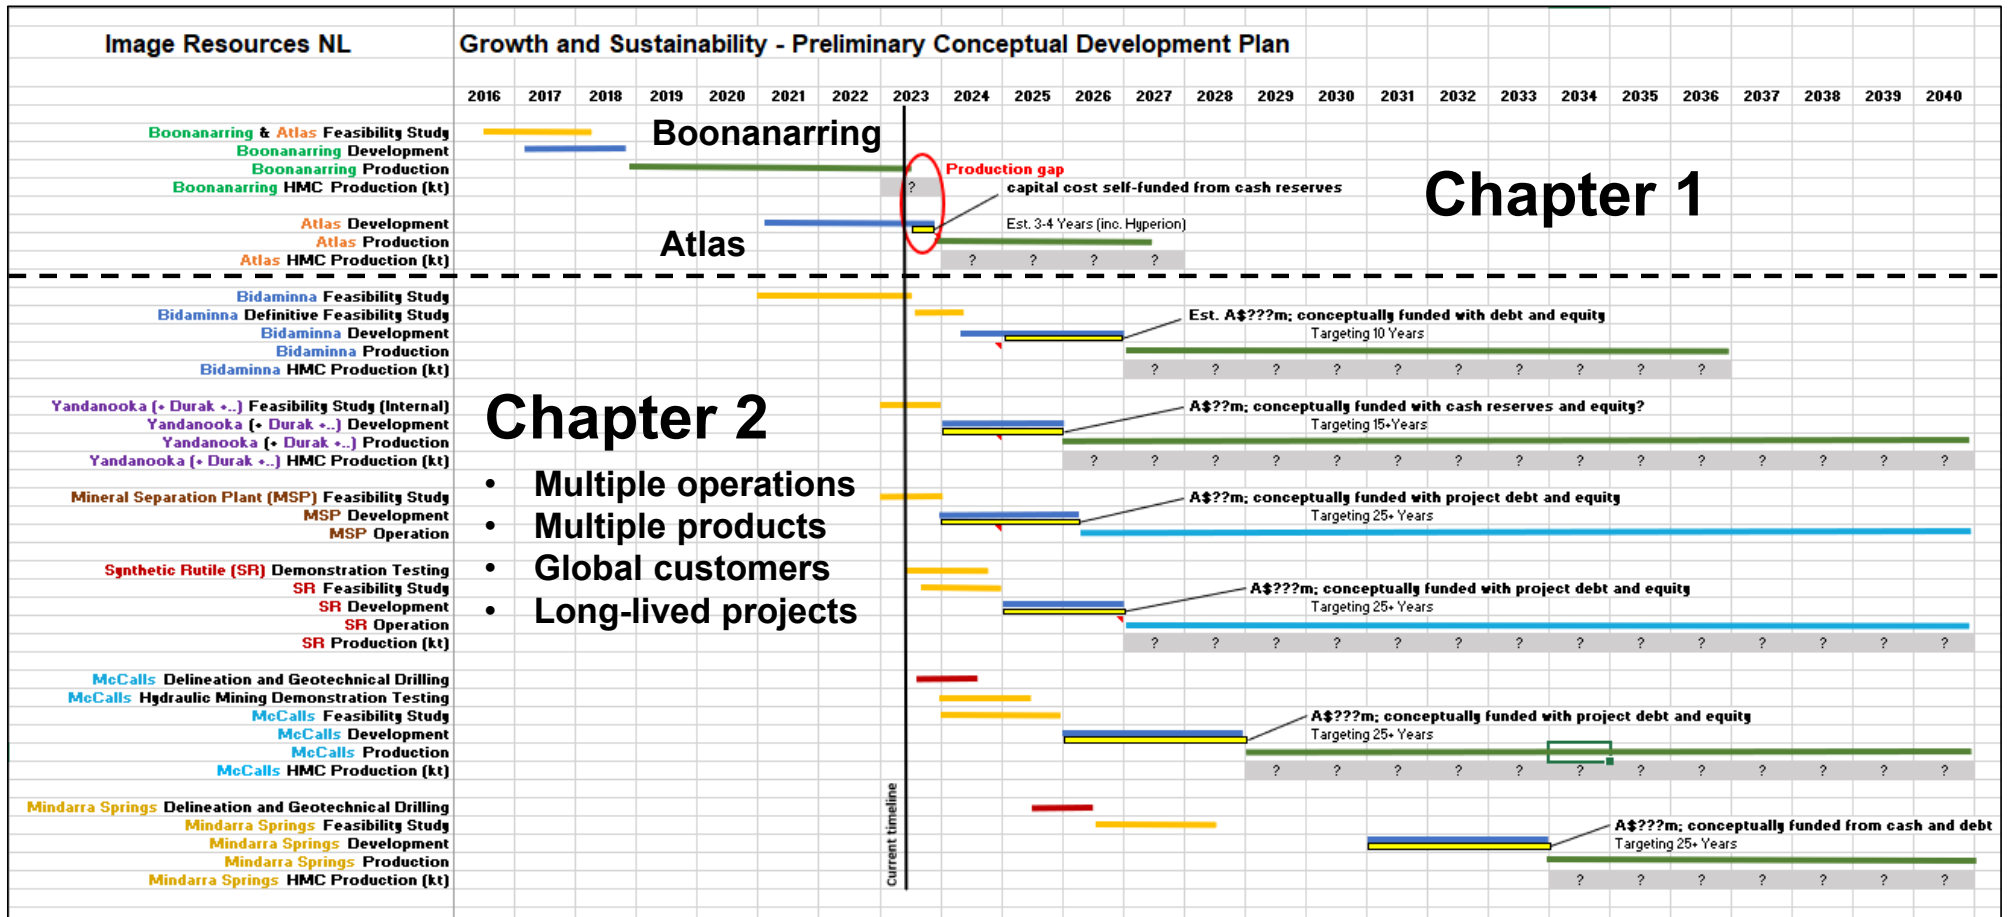 Image Resources NL Growth and Sustainability - Preliminary Conceptual Development Plan
2016 2017 2018 2019 2020 2021 2022 2023 2024 2025 2026 2027 2028 2029 2030 2031 2032 2033 2034 2035 2036 2037 2038 2039 2040
Boonanarring & Atlas Feasibility Study
Boonanarring
Boonanarring Development
Boonanarring Production
Production gap
Boonanarring HMC Production (kt)
?
capital cost self-funded from cash reserves
Chapter 1
Atlas Development
Est. 3-4 Years (inc. Hyperion)
Atlas Production
Atlas
Atlas HMC Production (kt)
? ? ? ?
Bidaminna Feasibility Study
Bidaminna Definitive Feasibility Study
Est. A$???m; conceptually funded with debt and equity
Bidaminna Development
Targeting 10 Years
Bidaminna Production
Bidaminna HMC Production (kt)
? ? ? ? ? ? ? ? ? ?
Yandanooka (+ Durak +..) Feasibility Study (Internal)
A$??m; conceptually funded with cash reserves and equity?
Yandanooka (+ Durak +..) Development
Targeting 15+Years
Yandanooka (+ Durak +..) Production
Yandanooka (+ Durak +..) HMC Production (kt)
? ? ? ? ? ? ? ? ? ? ? ? ? ? ?
Chapter 2
• Multiple operations
• Multiple products
• Global customers
• Long-lived projects
Mineral Separation Plant (MSP) Feasibility Study
A$??m; conceptually funded with project debt and equity
MSP Development
Targeting 25+ Years
MSP Operation
Synthetic Rutile (SR) Demonstration Testing
SR Feasibility Study
A$???m; conceptually funded with project debt and equity
SR Development
Targeting 25+ Years
SR Operation
SR Production (kt)
? ? ? ? ? ? ? ? ? ? ? ? ? ?
McCalls Delineation and Geotechnical Drilling
McCalls Hydraulic Mining Demonstration Testing
McCalls Feasibility Study
A$???m; conceptually funded with project debt and equity
McCalls Development
Targeting 25+ Years
McCalls Production
McCalls HMC Production (kt)
? ? ? ? ? ? ? ? ? ? ? ?
Mindarra Springs Delineation and Geotechnical Drilling
Mindarra Springs Feasibility Study
A$???m; conceptually funded from cash and debt
Mindarra Springs Development
Targeting 25+ Years
Mindarra Springs Production
Mindarra Springs HMC Production (kt)
? ? ? ? ? ? ?
Current timeline